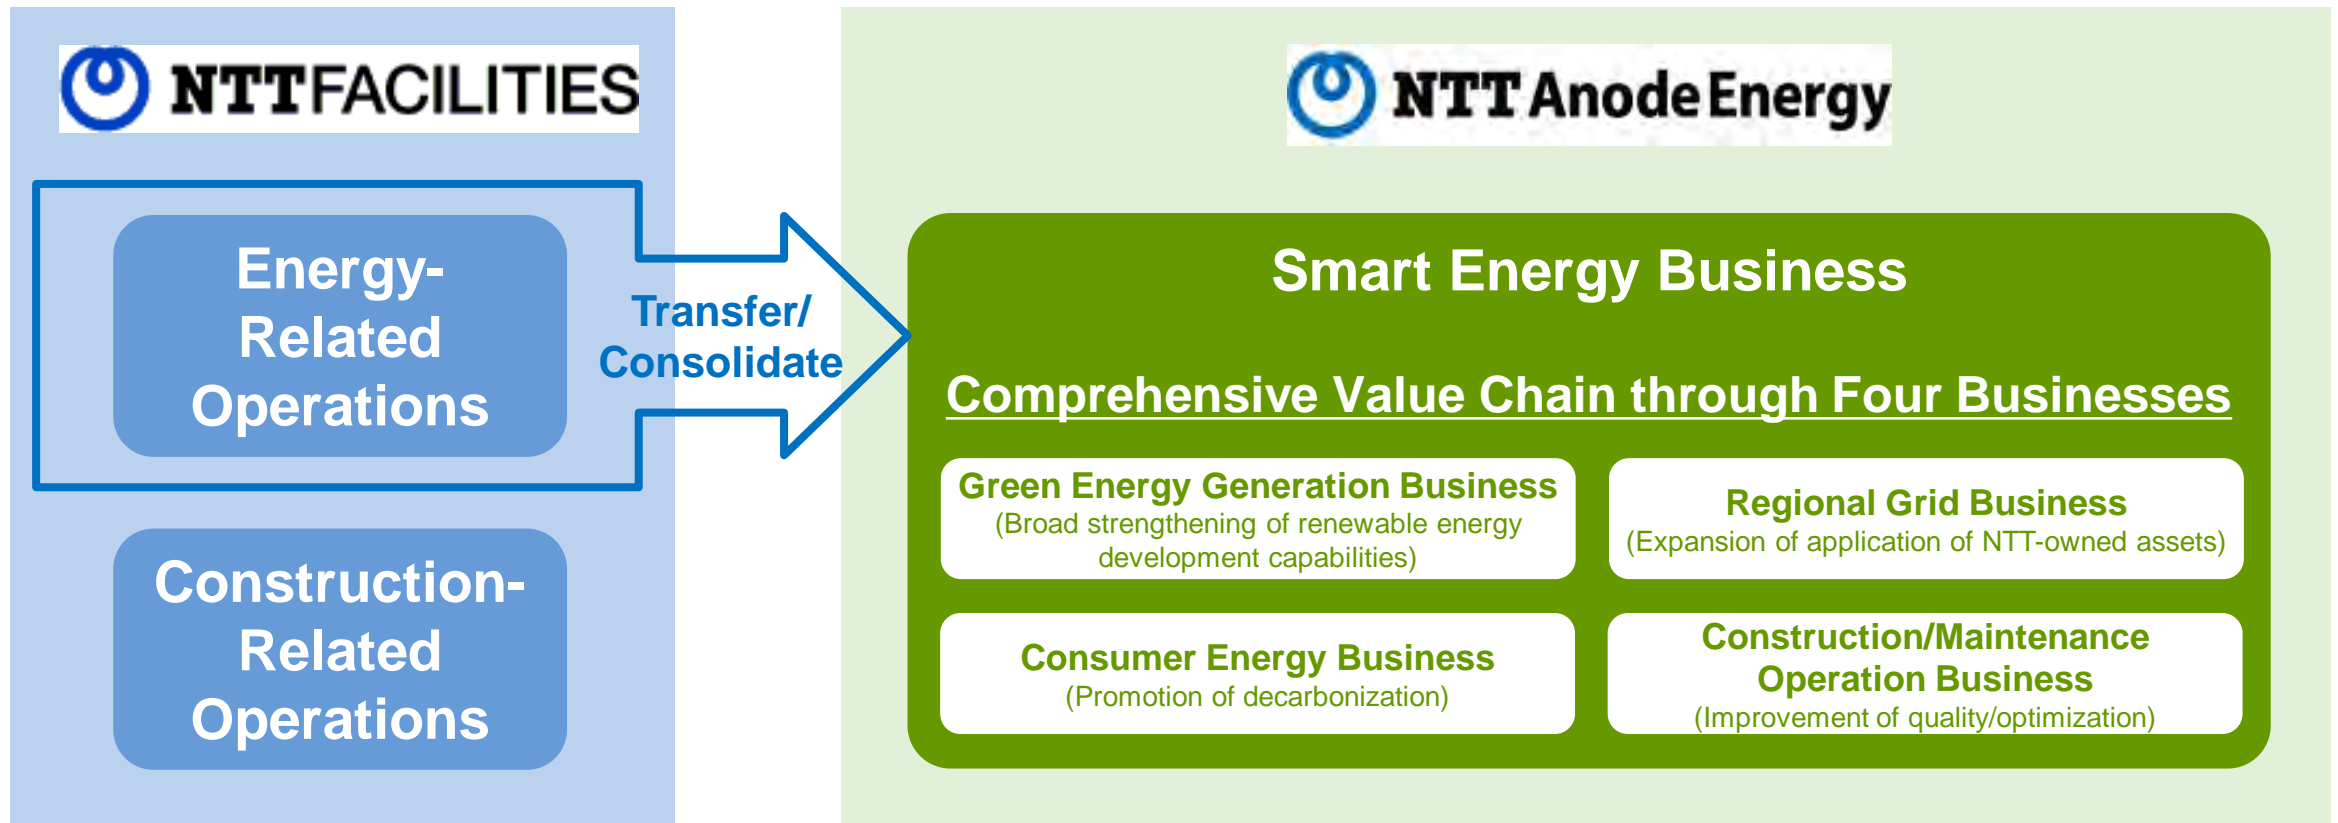 NTT FACILITIES
Energy-
Related
Operations
Construction-
Related
Operations
Transfer/
Consolidate
NTT Anode Energy
Smart Energy Business
Comprehensive Value Chain through Four Businesses
Green Energy Generation Business
(Broad strengthening of renewable energy
development capabilities)
Regional Grid Business
(Expansion of application of NTT-owned assets)
Consumer Energy Business
(Promotion of decarbonization)
Construction/Maintenance
Operation Business
(Improvement of quality/optimization)